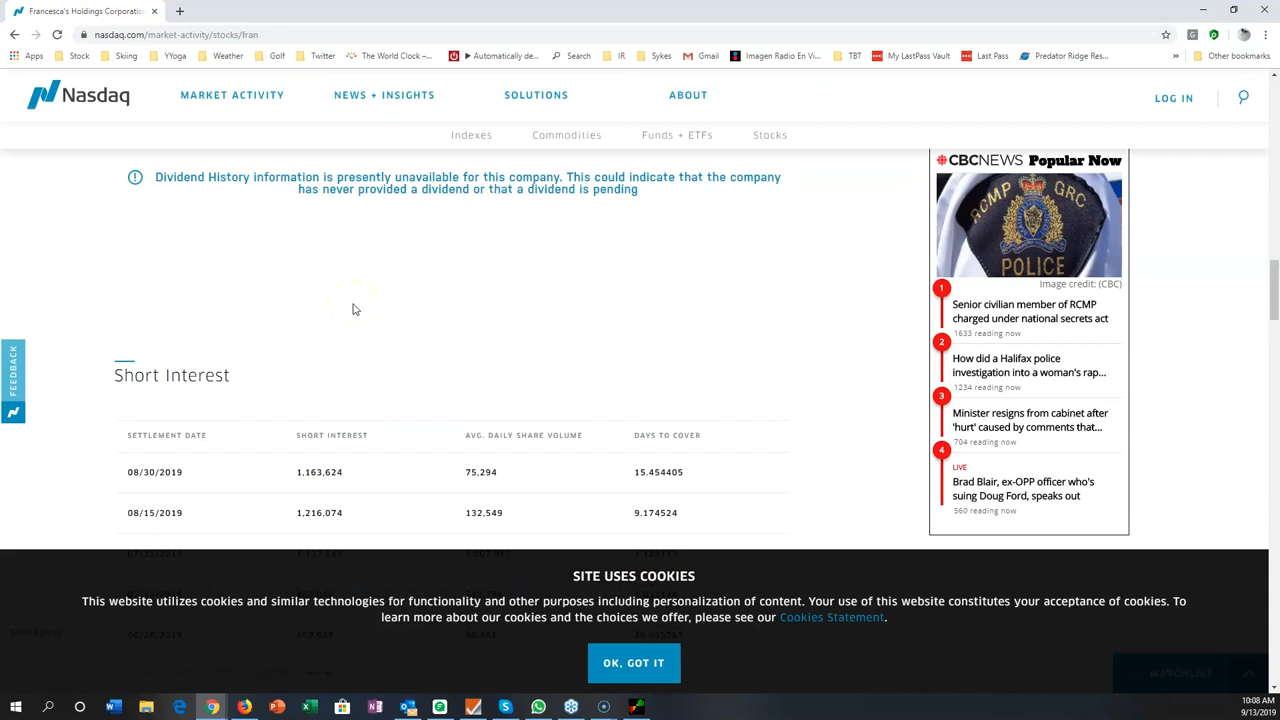 Francesca's Holdings Corporatio
nasdaq.com/market-activity/stocks/fran
Apps Stock Skiing YYoga Weather Golf Twitter The World Clock –... Automatically de... Search IR Sykes Gmail Imagen Radio En Vi... TBT My LastPass Vault Last Pass Predator Ridge Res... » Other bookmarks
Nasdaq MARKET ACTIVITY NEWS + INSIGHTS SOLUTIONS ABOUT LOG IN
Indexes Commodities Funds + ETFs Stocks
Dividend History information is presently unavailable for this company. This could indicate that the company
has never provided a dividend or that a dividend is pending
Short Interest
SETTLEMENT DATE SHORT INTEREST AVG. DAILY SHARE VOLUME DAYS TO COVER
08/30/2019 1,163,624 75,294 15.454405
08/15/2019 1,216,074 132,549 9.174524
FEEDBACK
CBCNEWS Popular Now
RCMP GRC
POLICE
Image credit: (CBC)
1 Senior civilian member of RCMP
charged under national secrets act
1633 reading now
2 How did a Halifax police
investigation into a woman's rap...
1234 reading now
3 Minister resigns from cabinet after
'hurt' caused by comments that...
704 reading now
4 LIVE
Brad Blair, ex-OPP officer who's
suing Doug Ford, speaks out
560 reading now
SITE USES COOKIES
This website utilizes cookies and similar technologies for functionality and other purposes including personalization of content. Your use of this website constitutes your acceptance of cookies. To
learn more about our cookies and the choices we offer, please see our Cookies Statement.
OK, GOT IT
WATCHLIST
10:08 AM
9/13/2019